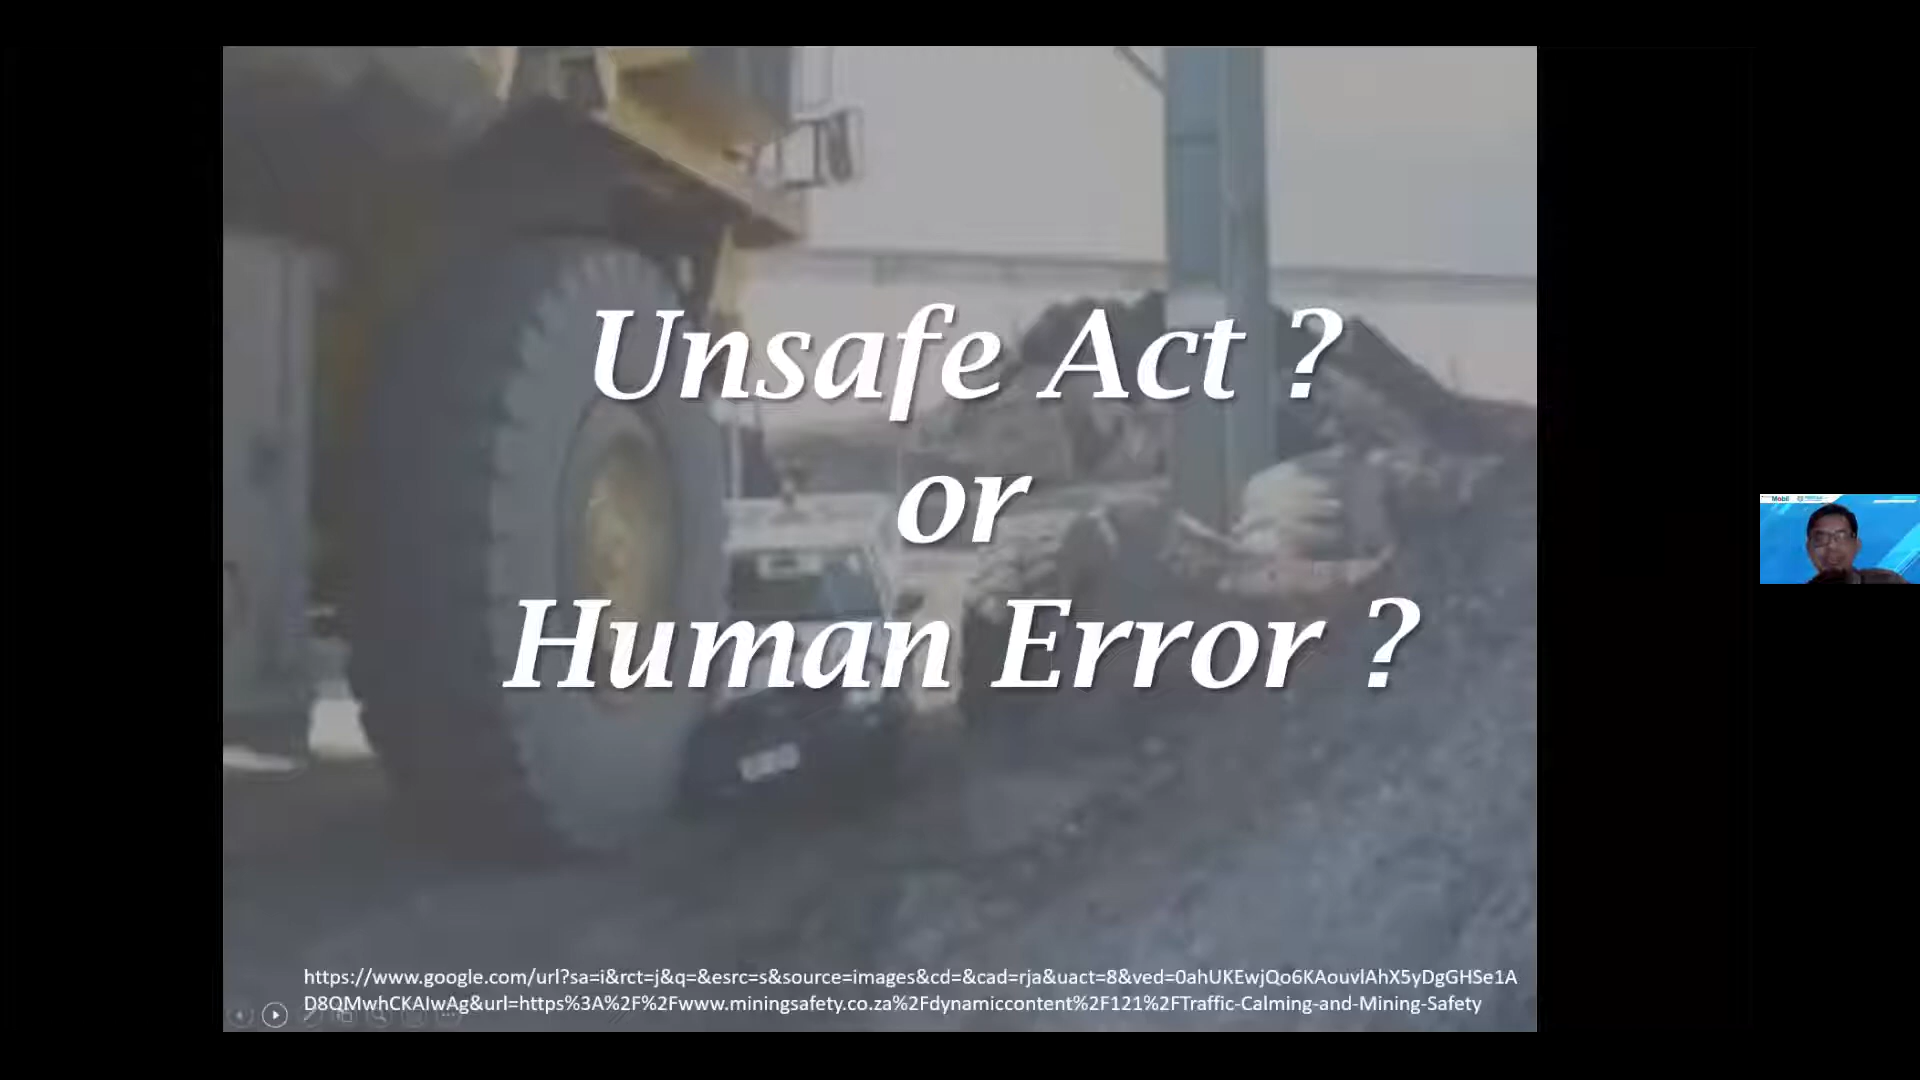 Unsafe Act ?
or
Human Error ?
https://www.google.com/url?sa=i&rct=j&q=&esrc=s&source=images&cd=&cad=rja&uact=8&ved=0ahUKEwjQo6KAouvlAhX5yDgGHSe1A
D8QMwhCKAIwAg&url=https%3A%2F%2Fwww.miningsafety.co.za%2Fdynamiccontent%2F121%2FTraffic-Calming-and-Mining-Safety
Mobil